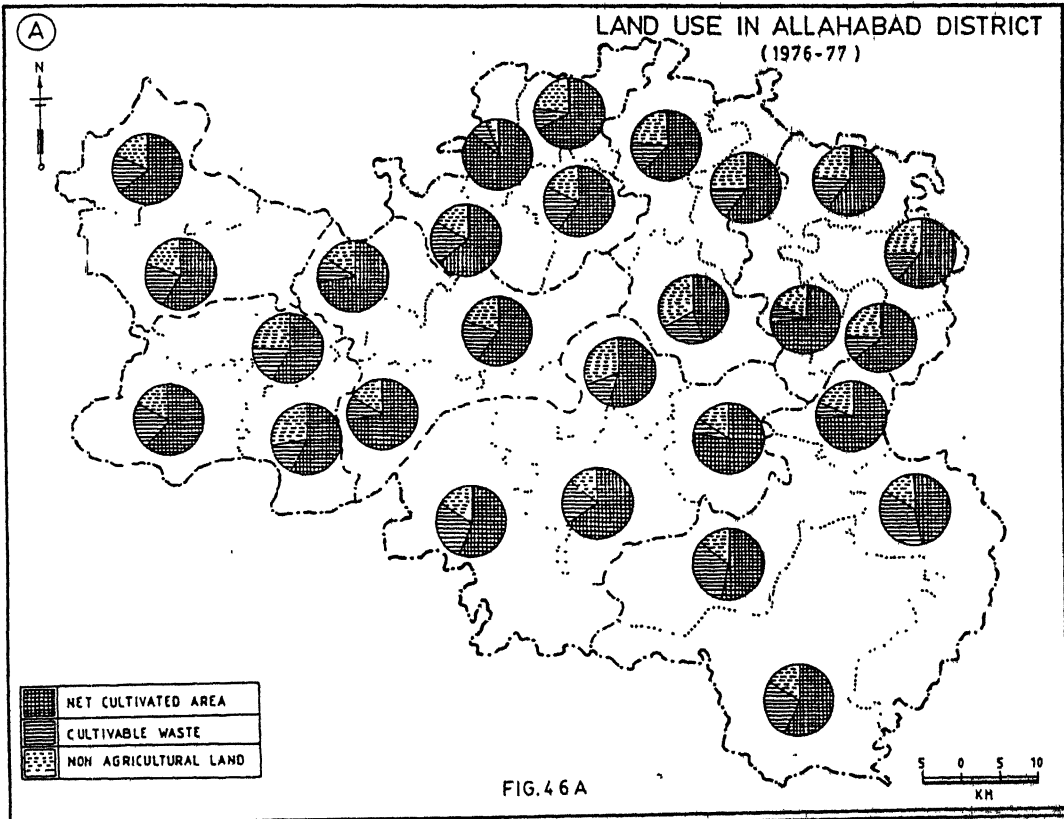 A
LAND USE IN ALLAHABAD DISTRICT
(1976-77)
N
NET CULTIVATED AREA
CULTIVABLE WASTE
NON AGRICULTURAL LAND
FIG.46A
5 0 5 10
KM